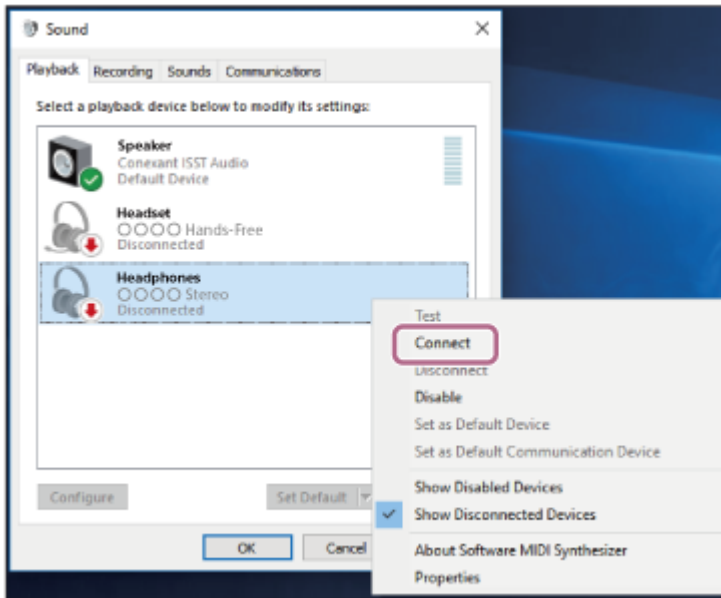 Sound
Playback Recording Sounds Communications
Select a playback device below to modify its settings:
Speaker
Conexant ISST Audio
Default Device
Headset
○○○○ Hands-Free
Disconnected
Headphones
○○○○ Stereo
Disconnected
Test
Connect
Disconnect
Disable
Set as Default Device
Set as Default Communication Device
Show Disabled Devices
Show Disconnected Devices
About Software MIDI Synthesizer
Properties
Configure Set Default
OK Cancel